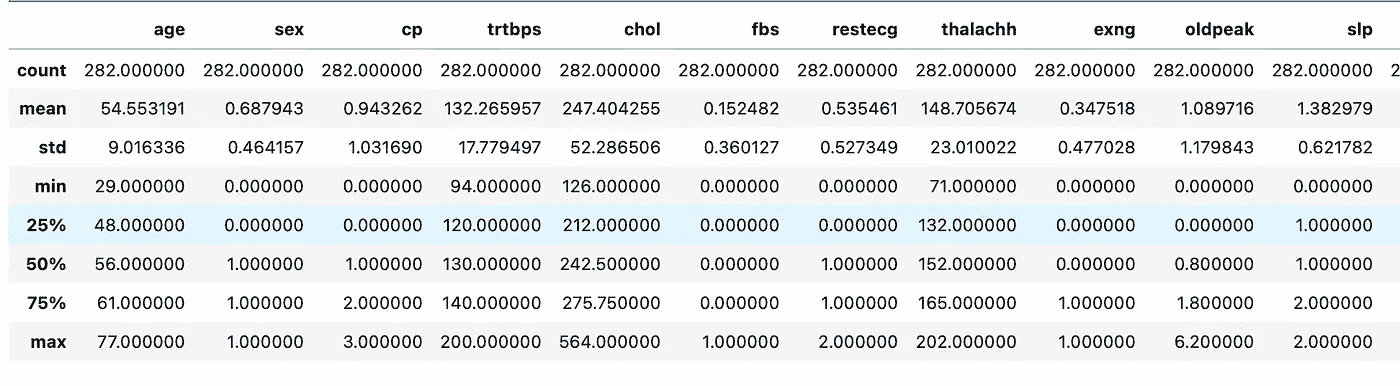 age sex cp trtbps chol fbs restecg thalachh exng oldpeak slp
count 282.000000 282.000000 282.000000 282.000000 282.000000 282.000000 282.000000 282.000000 282.000000 282.000000 282.000000 2
mean 54.553191 0.687943 0.943262 132.265957 247.404255 0.152482 0.535461 148.705674 0.347518 1.089716 1.382979
std 9.016336 0.464157 1.031690 17.779497 52.286506 0.360127 0.527349 23.010022 0.477028 1.179843 0.621782
min 29.000000 0.000000 0.000000 94.000000 126.000000 0.000000 0.000000 71.000000 0.000000 0.000000 0.000000
25% 48.000000 0.000000 0.000000 120.000000 212.000000 0.000000 0.000000 132.000000 0.000000 0.000000 1.000000
50% 56.000000 1.000000 1.000000 130.000000 242.500000 0.000000 1.000000 152.000000 0.000000 0.800000 1.000000
75% 61.000000 1.000000 2.000000 140.000000 275.750000 0.000000 1.000000 165.000000 1.000000 1.800000 2.000000
max 77.000000 1.000000 3.000000 200.000000 564.000000 1.000000 2.000000 202.000000 1.000000 6.200000 2.000000